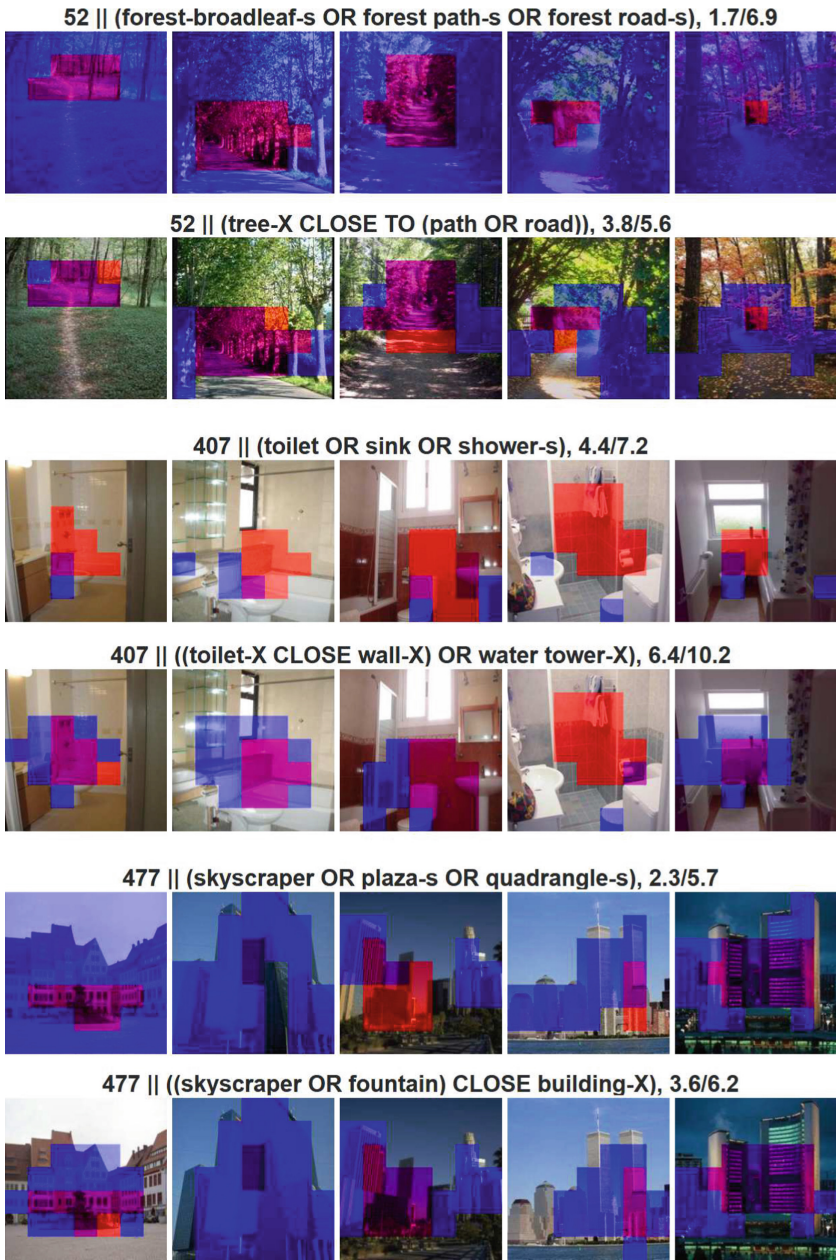 52 || (forest-broadleaf-s OR forest path-s OR forest road-s), 1.7/6.9
52 || (tree-X CLOSE TO (path OR road)), 3.8/5.6
407 || (toilet OR sink OR shower-s), 4.4/7.2
407 || ((toilet-X CLOSE wall-X) OR water tower-X), 6.4/10.2
477 || (skyscraper OR plaza-s OR quadrangle-s), 2.3/5.7
477 || ((skyscraper OR fountain) CLOSE building-X), 3.6/6.2